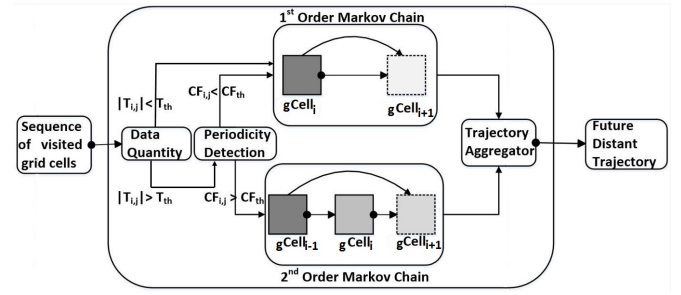 1st Order Markov Chain
gCelli
gCelli+1
|Ti,j| < Tth
CFi,j < CFth
Sequence
of visited
grid cells
Data
Quantity
Periodicity
Detection
Trajectory
Aggregator
Future
Distant
Trajectory
|Ti,j| > Tth
CFi,j > CFth
gCelli-1
gCelli
gCelli+1
2nd Order Markov Chain